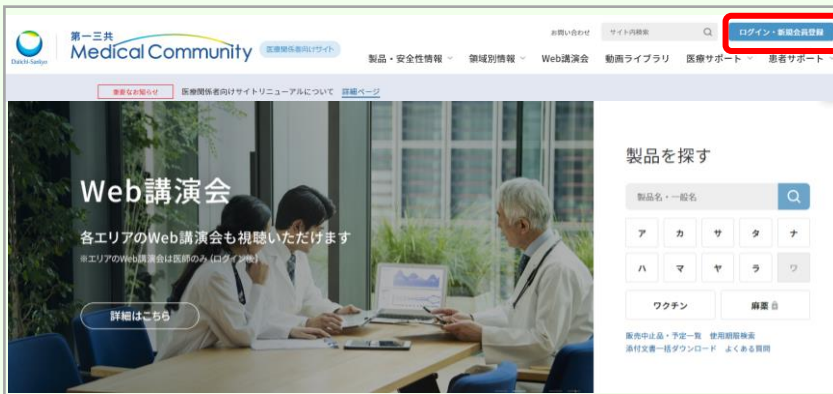 お問い合わせ
サイト内検索
ログイン・新規会員登録
Daiichi-Sankyo
第一三共
Medical Community
医療関係者向けサイト
製品・安全性情報
領域別情報
Web講演会
動画ライブラリ
医療サポート
患者サポート
重要なお知らせ
医療関係者向けサイトリニューアルについて 詳細ページ
Web講演会
各エリアのWeb講演会も視聴いただけます
※エリアのWeb講演会は医師のみ(ログイン後)
詳細はこちら
製品を探す
製品名・一般名
ア カ サ タ ナ
ハ マ ヤ ラ ワ
ワクチン 麻薬
販売中止品・予定一覧 使用期限検索
添付文書一括ダウンロード よくある質問